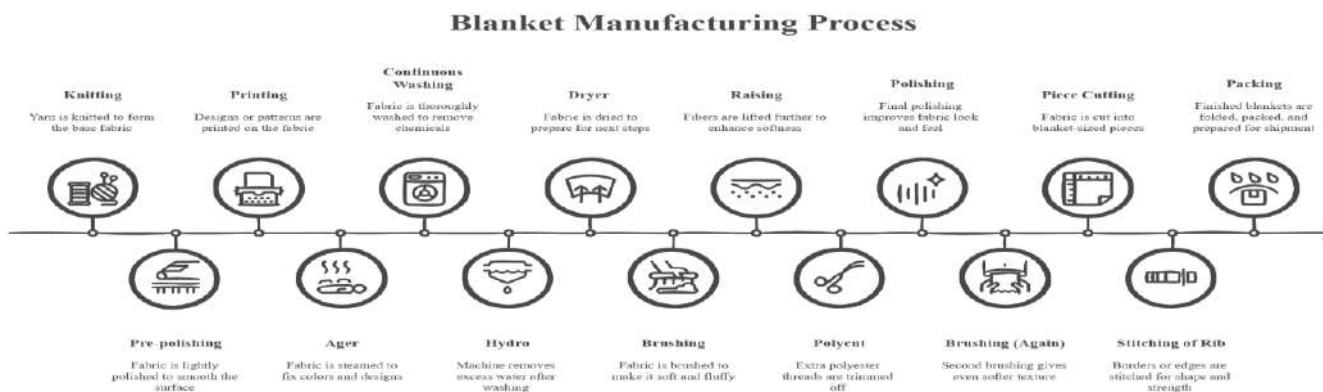 Blanket Manufacturing Process
Knitting
Yarn is knitted to form
the base fabric
Pre-polishing
Fabric is lightly
polished to smooth the
surface
Printing
Designs or patterns are
printed on the fabric
Ager
Fabric is steamed to
fix colors and designs
Continuous
Washing
Fabric is thoroughly
washed to remove
chemicals
Hydro
Machine removes
excess water after
washing
Dryer
Fabric is dried to
prepare for next steps
Brushing
Fabric is brushed to
make it soft and fluffy
Raising
Fibers are lifted further to
enhance softness
Polycut
Extra polyester
threads are trimmed
off
Polishing
Final polishing
improves fabric look
and feel
Brushing (Again)
Second brushing gives
even softer texture
Piece Cutting
Fabric is cut into
blanket-sized pieces
Stitching of Rib
Borders or edges are
stitched for shape and
strength
Packing
Finished blankets are
folded, packed, and
prepared for shipment